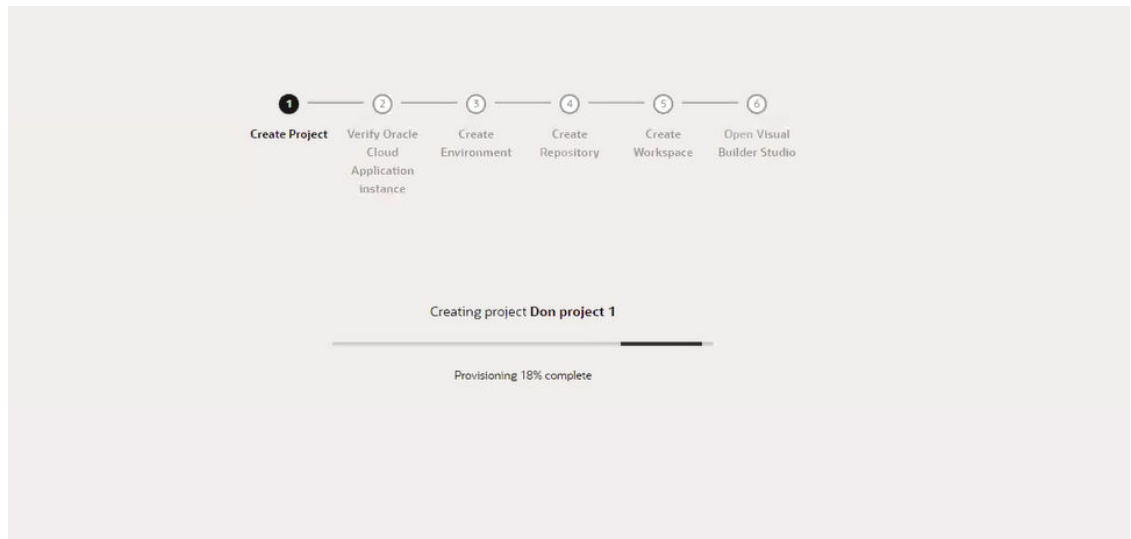 1
2
3
4
5
6
Create Project
Verify Oracle
Cloud
Application
instance
Create
Environment
Create
Repository
Create
Workspace
Open Visual
Builder Studio
Creating project Don project 1
Provisioning 18% complete